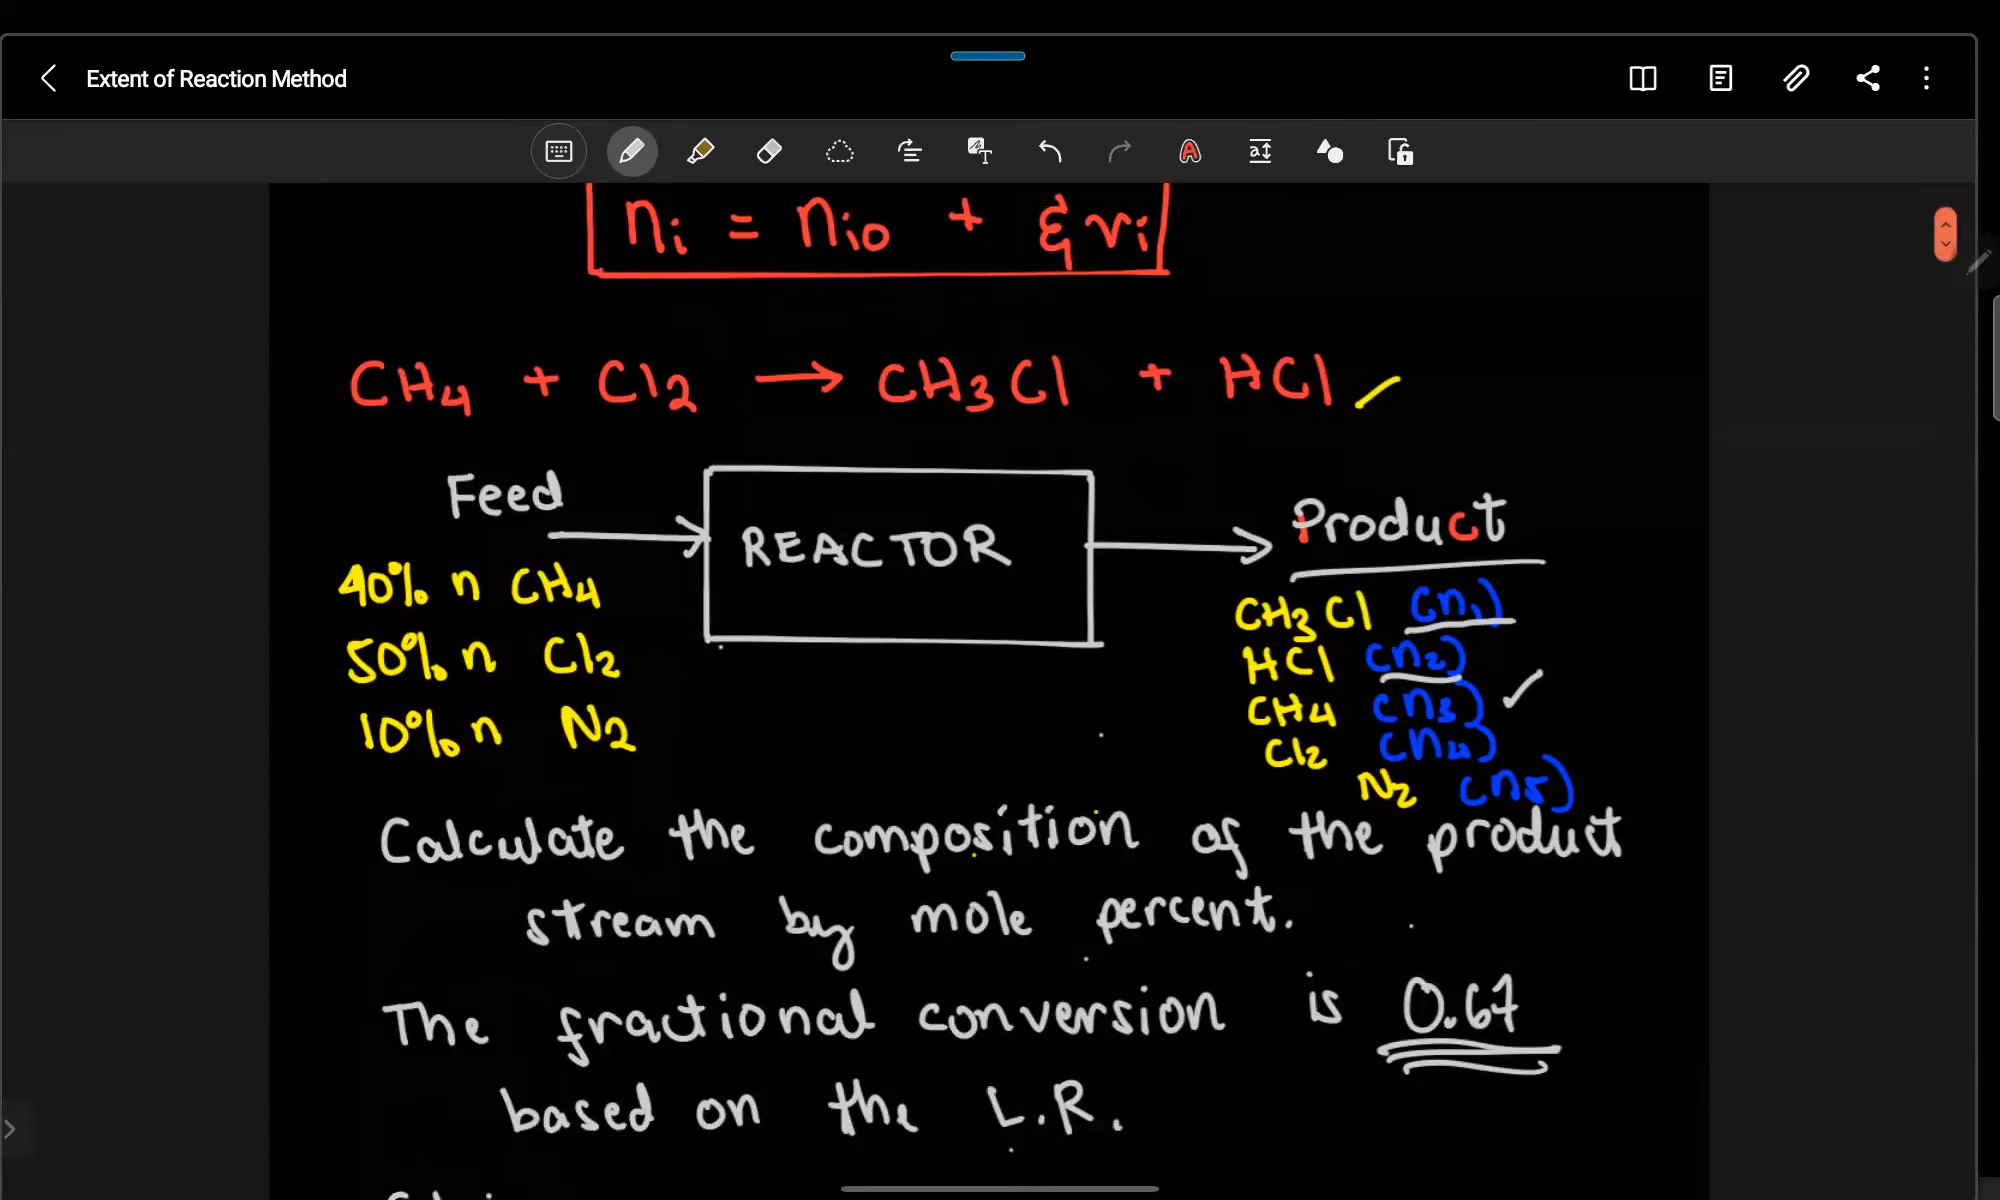 Extent of Reaction Method
ni = nio + ξνi
CH4 + Cl2 → CH3Cl + HCl
Feed
REACTOR
Product
40% n CH4
50% n Cl2
10% n N2
CH3Cl (n1)
HCl (n2)
CH4 (n3)
Cl2 (n4)
N2 (n5)
Calculate the composition of the product
stream by mole percent.
The fractional conversion is 0.67
based on the L.R.